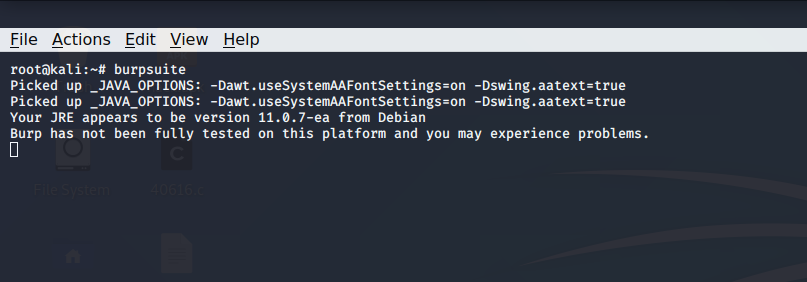 File Actions Edit View Help
root@kali:~# burpsuite
Picked up _JAVA_OPTIONS: -Dawt.useSystemAAFontSettings=on -Dswing.aatext=true
Picked up _JAVA_OPTIONS: -Dawt.useSystemAAFontSettings=on -Dswing.aatext=true
Your JRE appears to be version 11.0.7-ea from Debian
Burp has not been fully tested on this platform and you may experience problems.
File System 40616.c